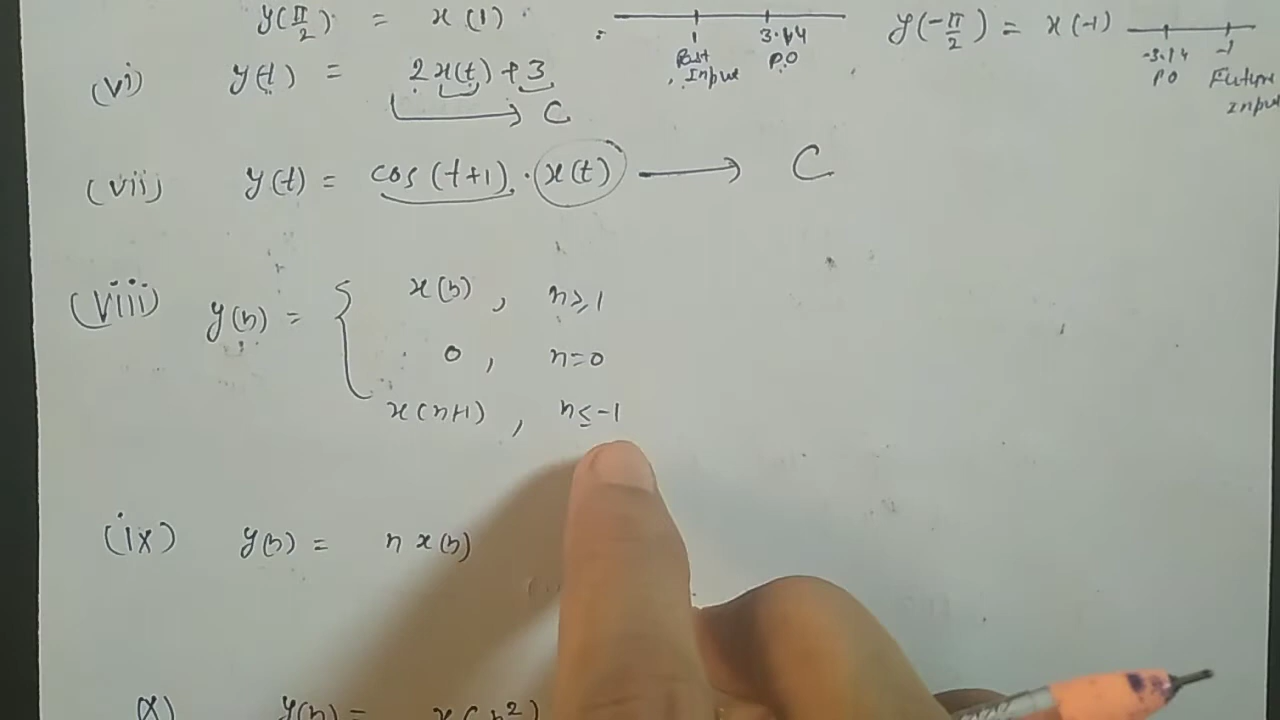 y(π/2) = x(1) . 1 3.14 y(-π/2) = x(-1) -3.14 -1
Past Input P.O PO Future Input
(vi) y(t) = 2x(t) + 3 → C
(vii) y(t) = cos(t+1) . x(t) → C
(viii) y(n) = { x(n) , n≥1
0 , n=0
x(n+1) , n≤-1
(ix) y(n) = n x(n)
x) y(n) = x(n²)